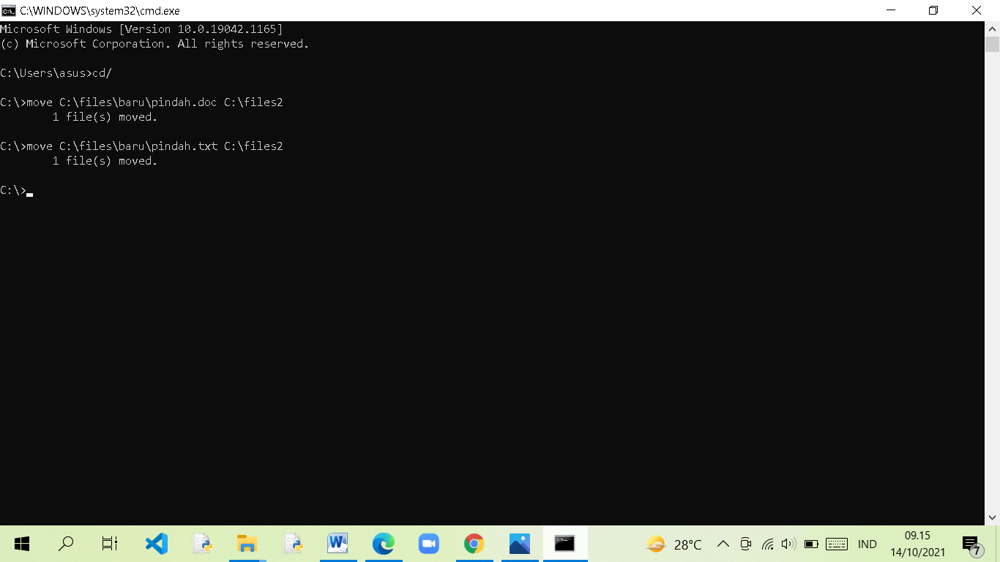 C:\WINDOWS\system32\cmd.exe
Microsoft Windows [Version 10.0.19042.1165]
(c) Microsoft Corporation. All rights reserved.
C:\Users\asus>cd/
C:\>move C:\files\baru\pindah.doc C:\files2
1 file(s) moved.
C:\>move C:\files\baru\pindah.txt C:\files2
1 file(s) moved.
C:\>
28°C
IND
09.15
14/10/2021
7